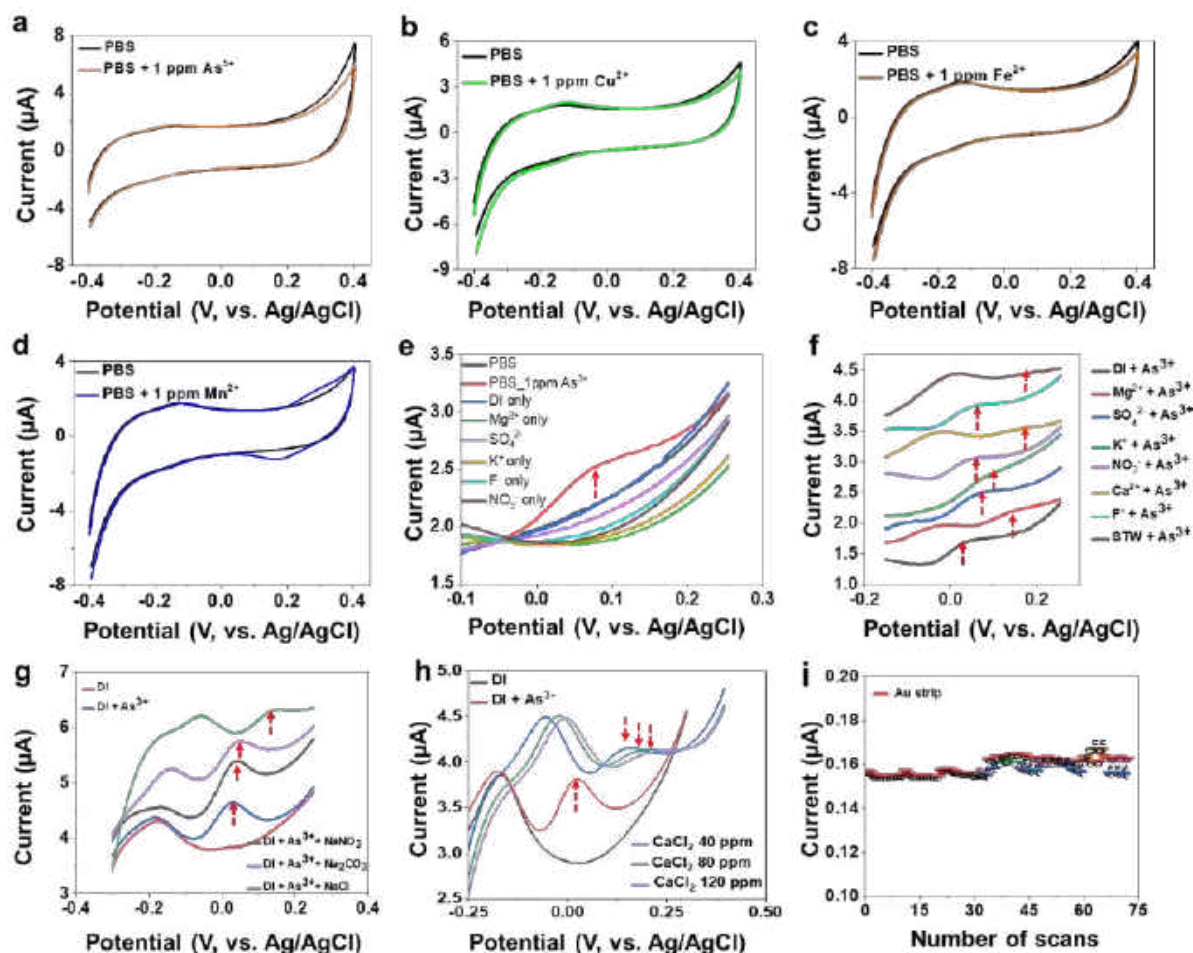 a
PBS
PBS + 1 ppm As³⁺
Current (µA)
8
4
0
-4
-8
-0.4 -0.2 0.0 0.2 0.4
Potential (V, vs. Ag/AgCl)
b
PBS
PBS + 1 ppm Cu²⁺
Current (µA)
6
3
0
-3
-6
-9
-0.4 -0.2 0.0 0.2 0.4
Potential (V, vs. Ag/AgCl)
c
PBS
PBS + 1 ppm Fe²⁺
Current (µA)
4
0
-4
-8
-0.4 -0.2 0.0 0.2 0.4
Potential (V, vs. Ag/AgCl)
d
PBS
PBS + 1 ppm Mn²⁺
Current (µA)
4
0
-4
-8
-0.4 -0.2 0.0 0.2 0.4
Potential (V, vs. Ag/AgCl)
e
PBS
PBS_1ppm As³⁺
DI only
Mg²⁺ only
SO₄²⁻
K⁺ only
F⁻ only
NO₃⁻ only
Current (µA)
3.5
3.0
2.5
2.0
1.5
-0.1 0.0 0.1 0.2 0.3
Potential (V, vs. Ag/AgCl)
f
DI + As³⁺
Mg²⁺ + As³⁺
SO₄²⁻ + As³⁺
K⁺ + As³⁺
NO₃⁻ + As³⁺
Ca²⁺ + As³⁺
F⁻ + As³⁺
BTW + As³⁺
Current (µA)
4.5
4.0
3.5
3.0
2.5
2.0
1.5
1.0
0.0 0.2
Potential (V, vs. Ag/AgCl)
g
DI
DI + As³⁺
DI + As³⁺ + NaNO₃
DI + As³⁺ + Na₂CO₃
DI + As³⁺ + NaCl
Current (µA)
7
6
5
4
3
-0.4 -0.2 0.0 0.2 0.4
Potential (V, vs. Ag/AgCl)
h
DI
DI + As³⁺
CaCl₂ 40 ppm
CaCl₂ 80 ppm
CaCl₂ 120 ppm
Current (µA)
5.0
4.5
4.0
3.5
3.0
2.5
-0.25 0.00 0.25 0.50
Potential (V, vs. Ag/AgCl)
i
Au strip
Current (µA)
0.20
0.18
0.16
0.14
0.12
0.10
0 15 30 45 60 75
Number of scans